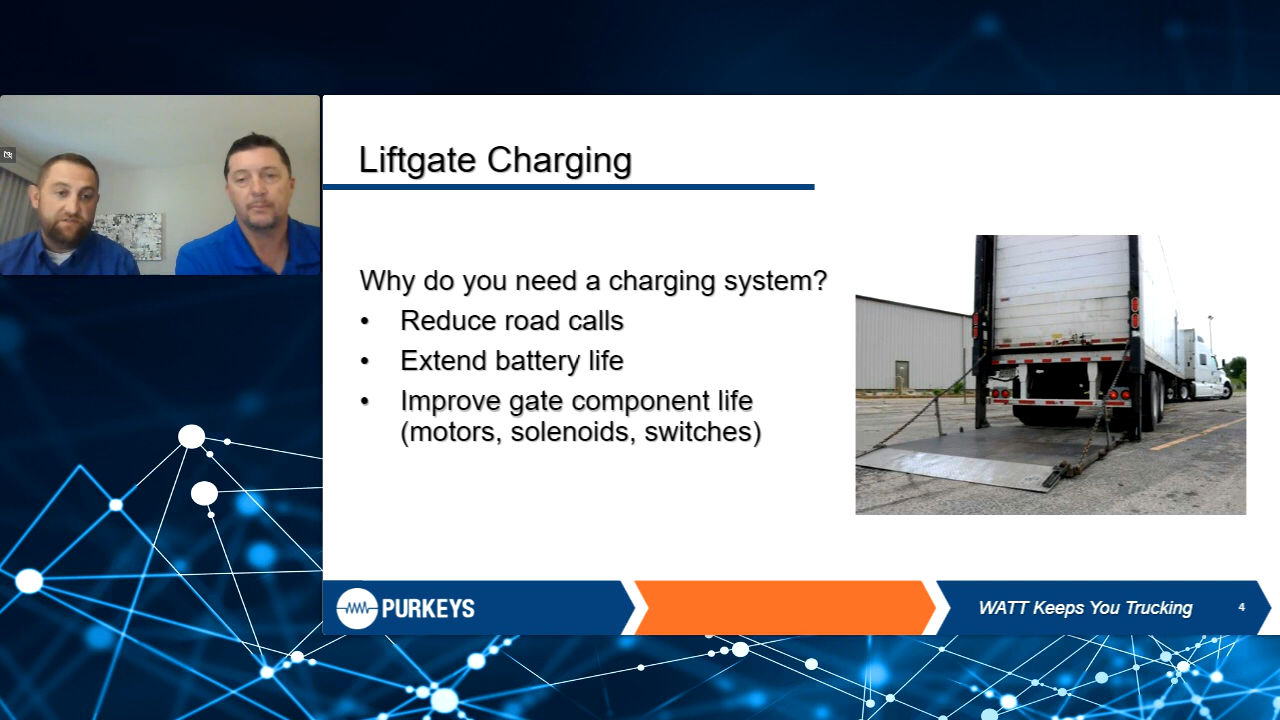 Liftgate Charging
Why do you need a charging system?
• Reduce road calls
• Extend battery life
• Improve gate component life
(motors, solenoids, switches)
PURKEYS
WATT Keeps You Trucking
4